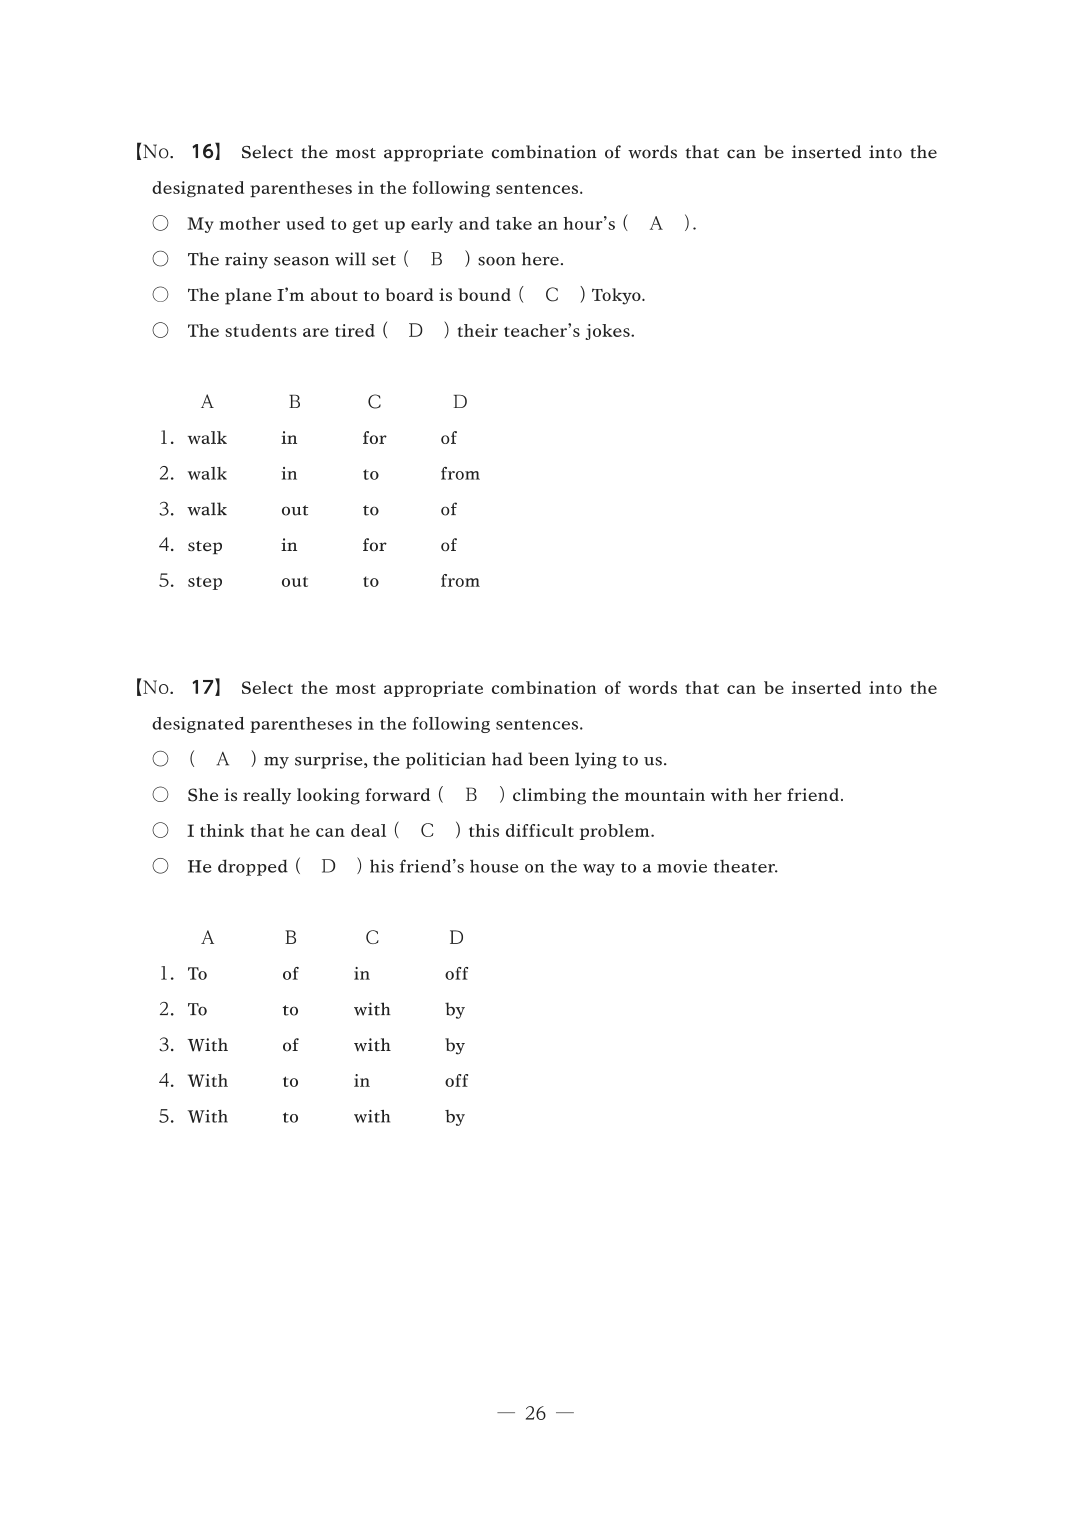 【No. 16】 Select the most appropriate combination of words that can be inserted into the
designated parentheses in the following sentences.
○ My mother used to get up early and take an hour's ( A ).
○ The rainy season will set ( B ) soon here.
○ The plane I'm about to board is bound ( C ) Tokyo.
○ The students are tired ( D ) their teacher's jokes.
A B C D
1. walk in for of
2. walk in to from
3. walk out to of
4. step in for of
5. step out to from
【No. 17】 Select the most appropriate combination of words that can be inserted into the
designated parentheses in the following sentences.
○ ( A ) my surprise, the politician had been lying to us.
○ She is really looking forward ( B ) climbing the mountain with her friend.
○ I think that he can deal ( C ) this difficult problem.
○ He dropped ( D ) his friend's house on the way to a movie theater.
A B C D
1. To of in off
2. To to with by
3. With of with by
4. With to in off
5. With to with by
— 26 —